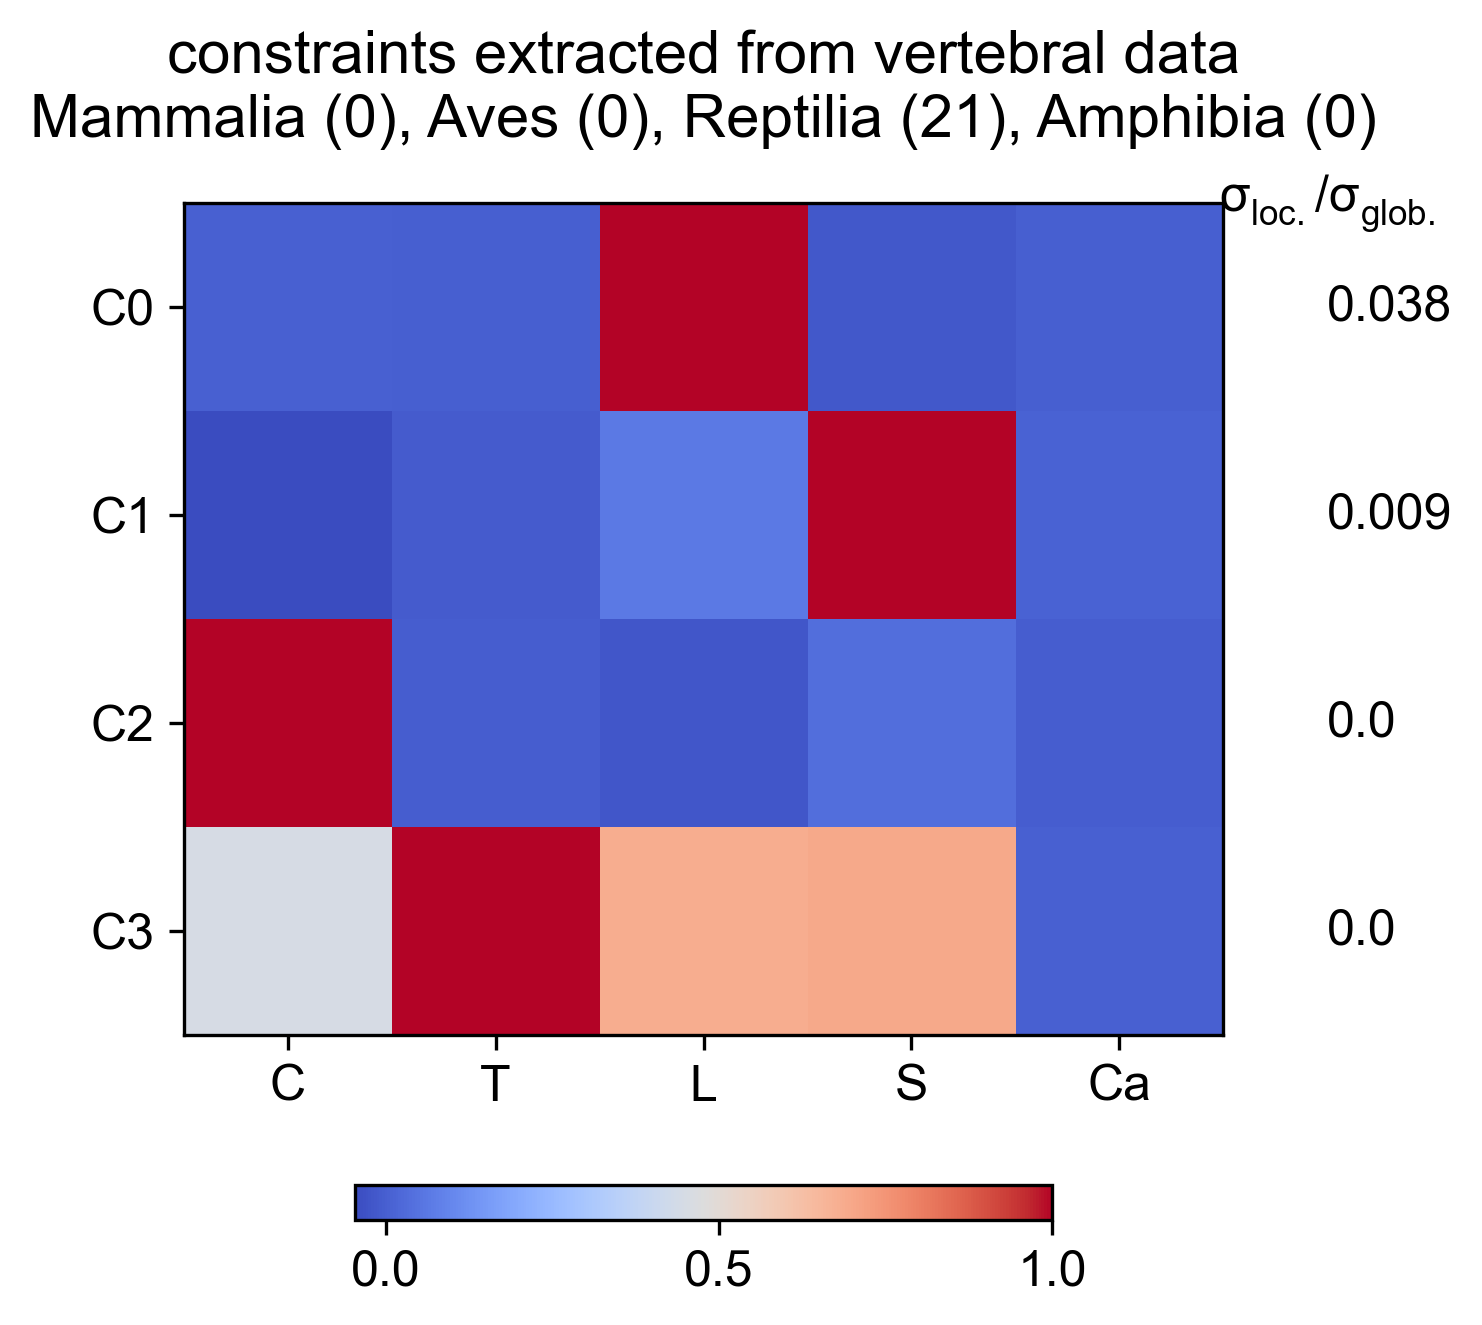 constraints extracted from vertebral data
Mammalia (0), Aves (0), Reptilia (21), Amphibia (0)
σloc. /σglob.
C0 0.038
C1 0.009
C2 0.0
C3 0.0
C T L S Ca
0.0 0.5 1.0